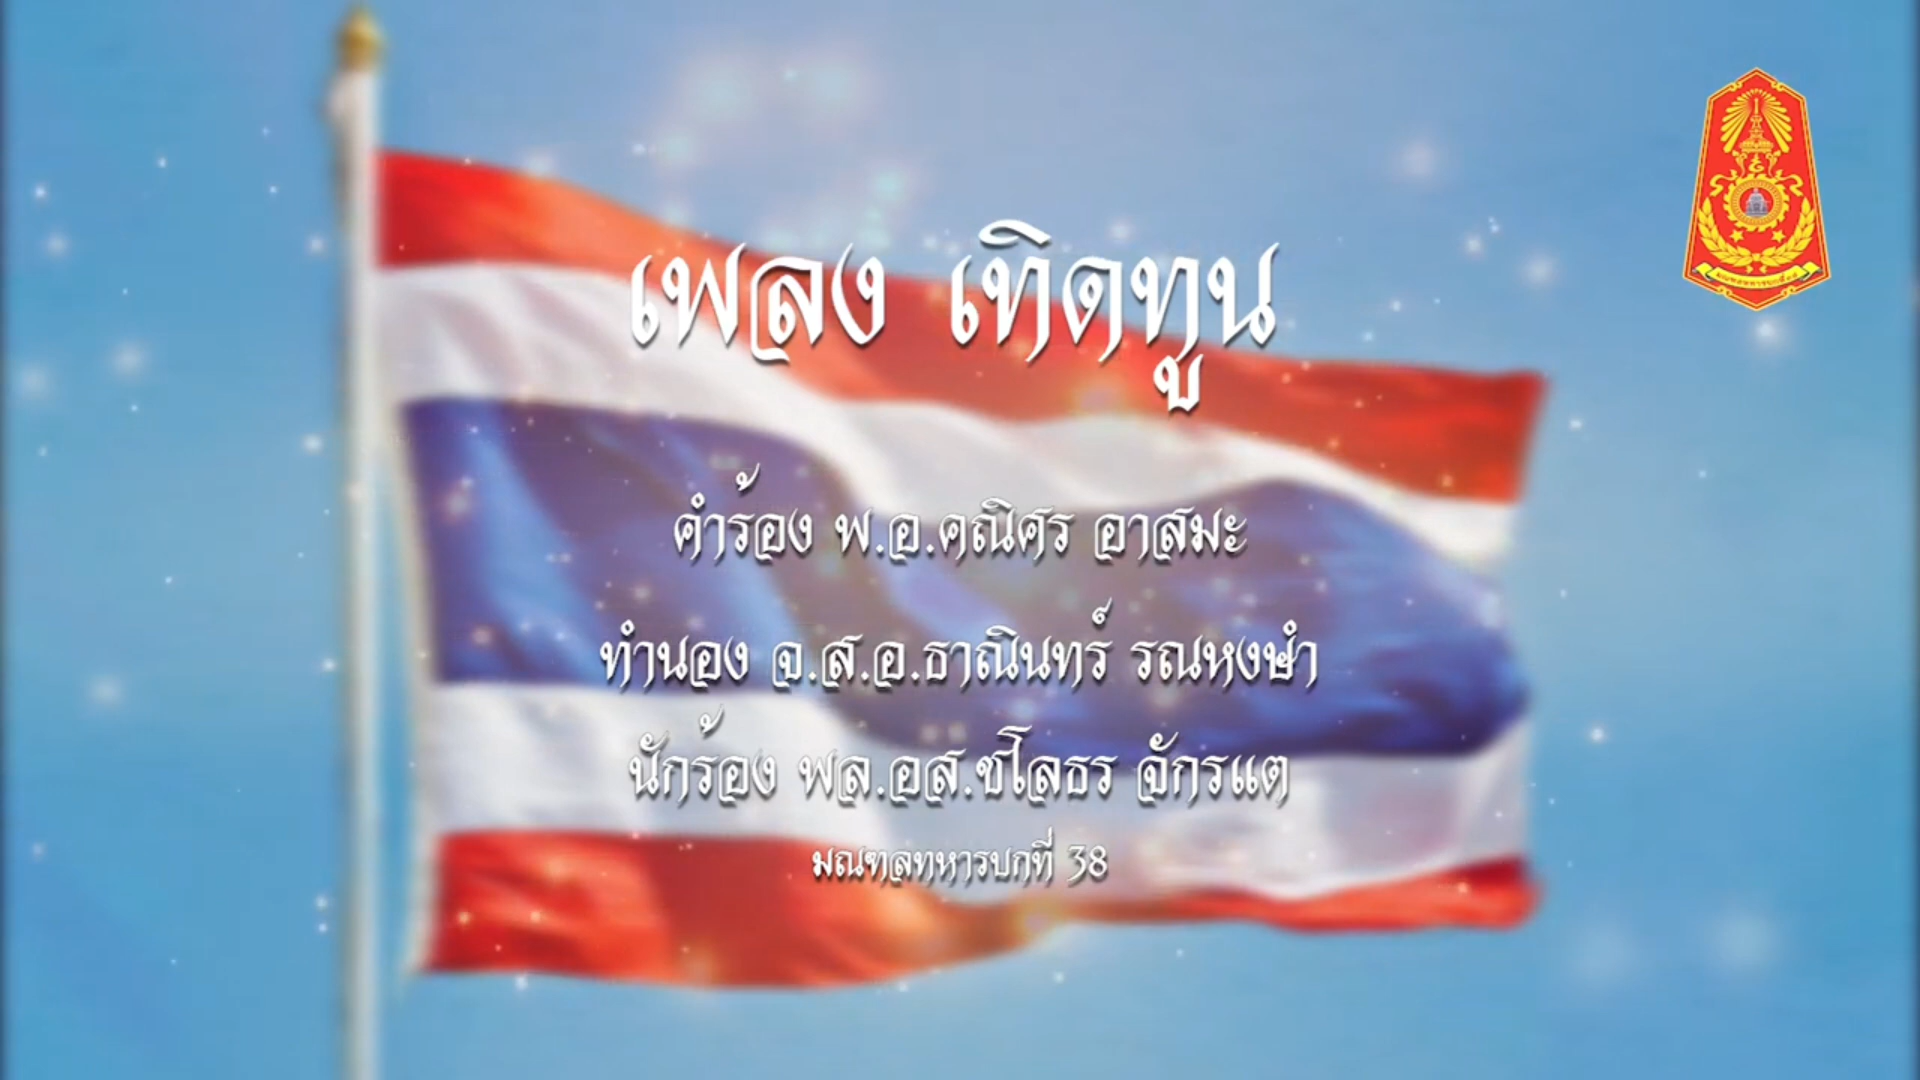 เพลง เทิดทูน
คำร้อง พ.อ.คณิศร อาสมะ
ทำนอง จ.ส.อ.ธาณินทร์ รณหงษำ
นักร้อง พล.อส.ชโลธร จักรแต
มณฑลทหารบกที่ 38